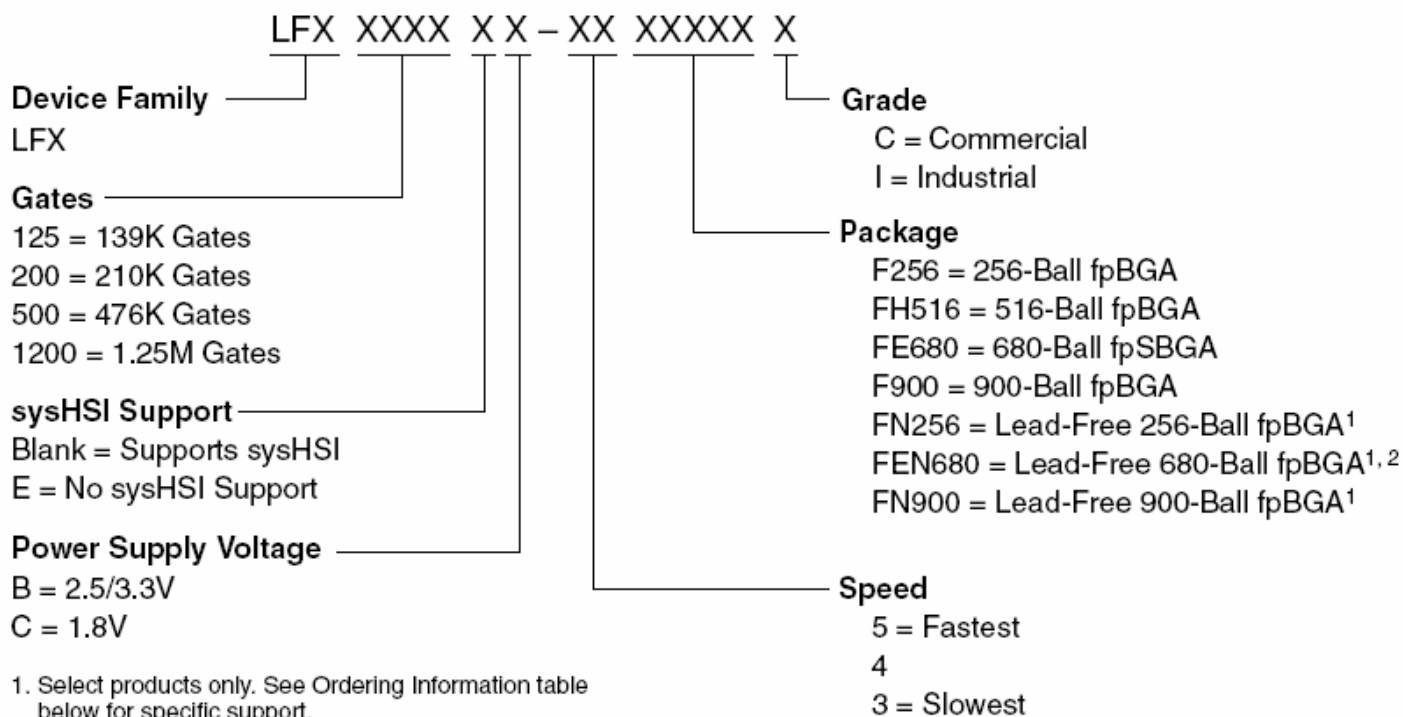 LFX XXXX X X – XX XXXXX X
Device Family
LFX
Gates
125 = 139K Gates
200 = 210K Gates
500 = 476K Gates
1200 = 1.25M Gates
sysHSI Support
Blank = Supports sysHSI
E = No sysHSI Support
Power Supply Voltage
B = 2.5/3.3V
C = 1.8V
1. Select products only. See Ordering Information table
below for specific support.
Grade
C = Commercial
I = Industrial
Package
F256 = 256-Ball fpBGA
FH516 = 516-Ball fpBGA
FE680 = 680-Ball fpSBGA
F900 = 900-Ball fpBGA
FN256 = Lead-Free 256-Ball fpBGA¹
FEN680 = Lead-Free 680-Ball fpBGA¹,²
FN900 = Lead-Free 900-Ball fpBGA¹
Speed
5 = Fastest
4
3 = Slowest